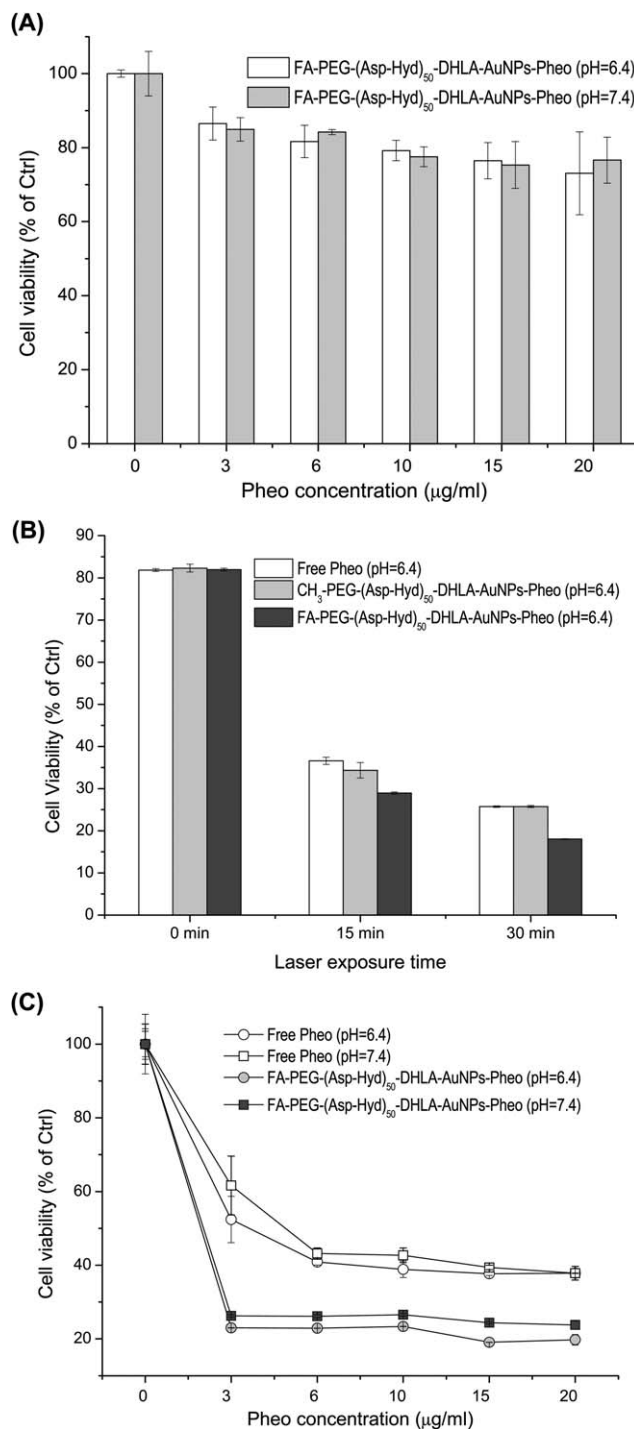 (A)
FA-PEG-(Asp-Hyd)₅₀-DHLA-AuNPs-Pheo (pH=6.4)
FA-PEG-(Asp-Hyd)₅₀-DHLA-AuNPs-Pheo (pH=7.4)
Cell viability (% of Ctrl)
100
80
60
40
20
0
0 3 6 10 15 20
Pheo concentration (μg/ml)
(B)
Free Pheo (pH=6.4)
CH₃-PEG-(Asp-Hyd)₅₀-DHLA-AuNPs-Pheo (pH=6.4)
FA-PEG-(Asp-Hyd)₅₀-DHLA-AuNPs-Pheo (pH=6.4)
Cell Viability (% of Ctrl)
90
80
70
60
50
40
30
20
10
0
0 min 15 min 30 min
Laser exposure time
(C)
Free Pheo (pH=6.4)
Free Pheo (pH=7.4)
FA-PEG-(Asp-Hyd)₅₀-DHLA-AuNPs-Pheo (pH=6.4)
FA-PEG-(Asp-Hyd)₅₀-DHLA-AuNPs-Pheo (pH=7.4)
Cell viability (% of Ctrl)
100
80
60
40
20
0 3 6 10 15 20
Pheo concentration (μg/ml)